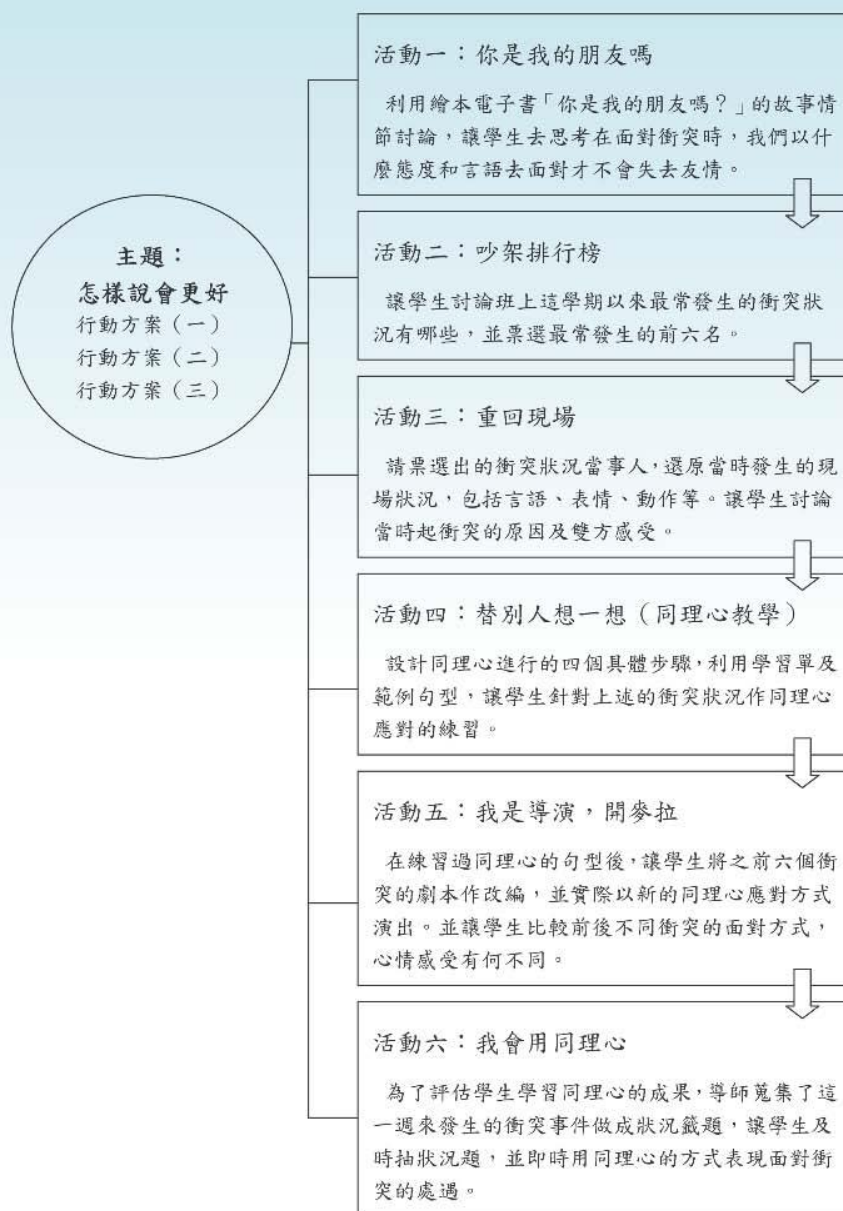 主題：
怎樣說會更好
行動方案（一）
行動方案（二）
行動方案（三）
活動一：你是我的朋友嗎
利用繪本電子書「你是我的朋友嗎？」的故事情
節討論，讓學生去思考在面對衝突時，我們以什
麼態度和言語去面對才不會失去友情。
活動二：吵架排行榜
讓學生討論班上這學期以來最常發生的衝突狀
況有哪些，並票選最常發生的前六名。
活動三：重回現場
請票選出的衝突狀況當事人，還原當時發生的現
場狀況，包括言語、表情、動作等。讓學生討論
當時起衝突的原因及雙方感受。
活動四：替別人想一想（同理心教學）
設計同理心進行的四個具體步驟，利用學習單及
範例句型，讓學生針對上述的衝突狀況作同理心
應對的練習。
活動五：我是導演，開麥拉
在練習過同理心的句型後，讓學生將之前六個衝
突的劇本作改編，並實際以新的同理心應對方式
演出。並讓學生比較前後不同衝突的面對方式，
心情感受有何不同。
活動六：我會用同理心
為了評估學生學習同理心的成果，導師蒐集了這
一週來發生的衝突事件做成狀況籤題，讓學生及
時抽狀況題，並即時用同理心的方式表現面對衝
突的處遇。